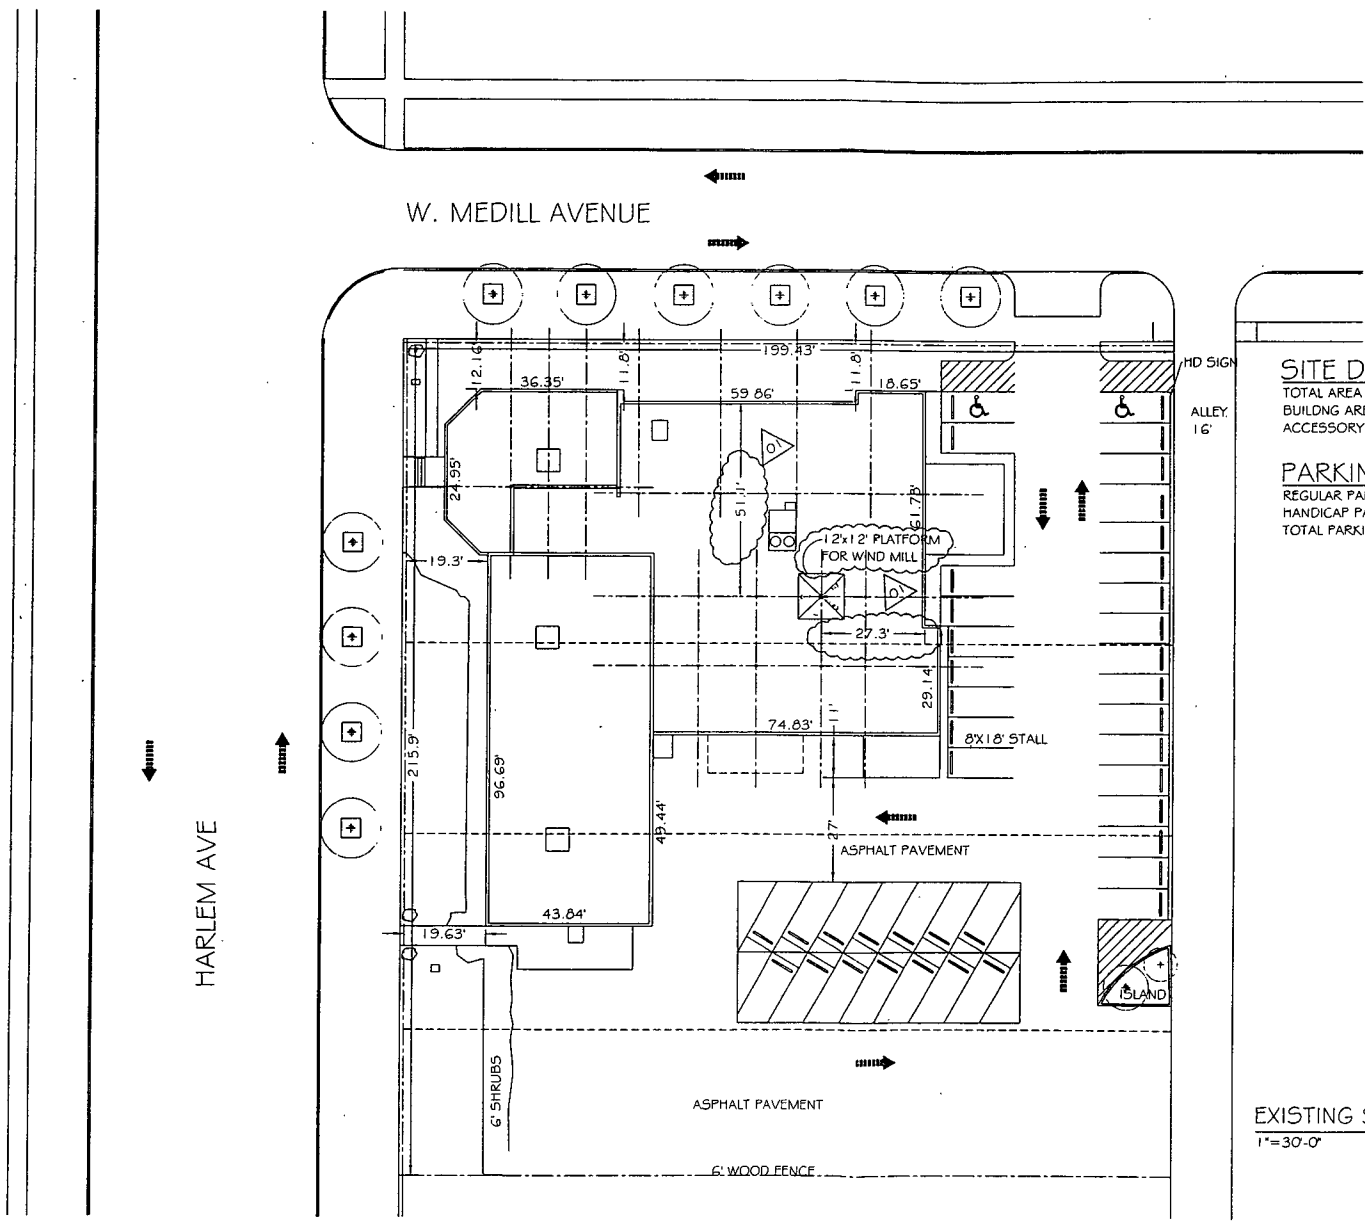 W. MEDILL AVENUE
199.43'
12.16'
11.8'
11.8'
36.35'
59.86'
18.65'
HD SIGN
ALLEY
16'
SITE D
TOTAL AREA
BUILDNG ARE
ACCESSORY
PARKIN
REGULAR PA
HANDICAP PA
TOTAL PARKI
24.95'
51.1'
01
61.78'
12'x12' PLATFORM
FOR WIND MILL
01
19.3'
27.3'
29.14'
11'
74.83'
8'X18' STALL
215.9'
96.69'
49.44'
27'
ASPHALT PAVEMENT
HARLEM AVE
43.84'
19.63'
ISLAND
6' SHRUBS
ASPHALT PAVEMENT
6' WOOD FENCE
EXISTING S
1"=30'-0"